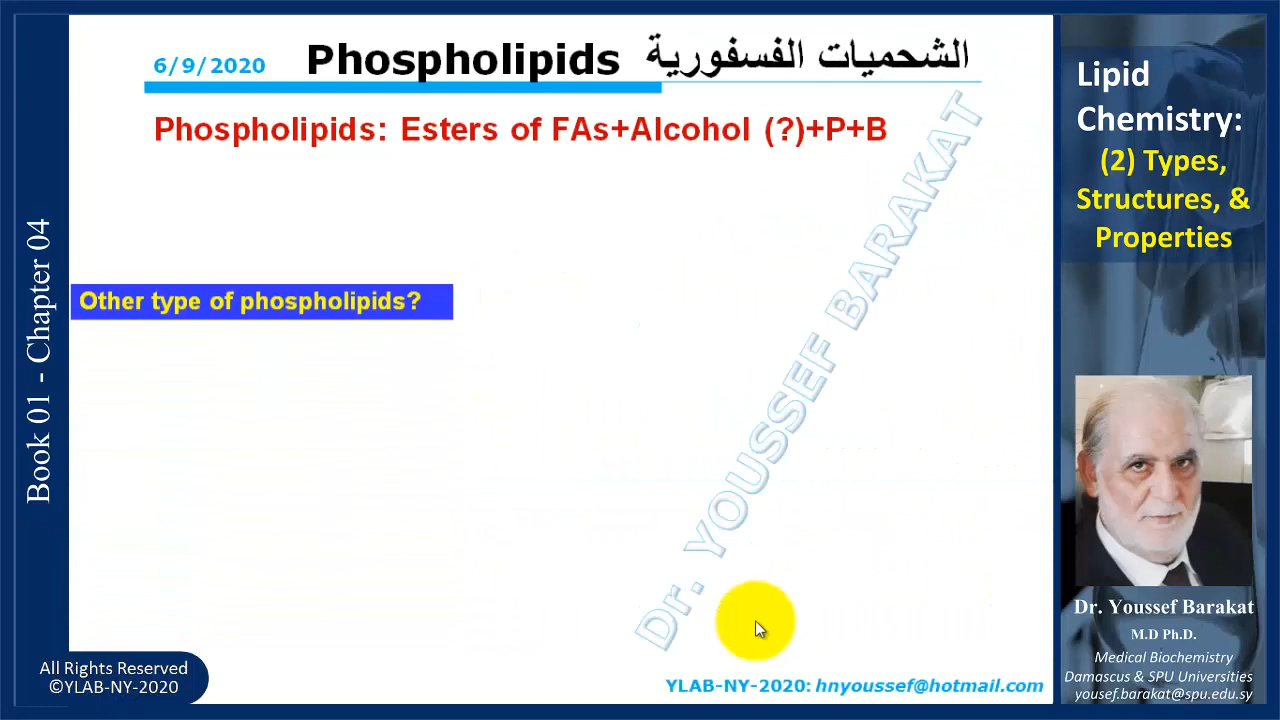 6/9/2020
Phospholipids الشحميات الفسفورية
Phospholipids: Esters of FAs+Alcohol (?)+P+B
Other type of phospholipids?
Dr. YOUSSEF BARAKAT
YLAB-NY-2020: hnyoussef@hotmail.com
Book 01 - Chapter 04
All Rights Reserved
©YLAB-NY-2020
Lipid
Chemistry:
(2) Types,
Structures, &
Properties
Dr. Youssef Barakat
M.D Ph.D.
Medical Biochemistry
Damascus & SPU Universities
yousef.barakat@spu.edu.sy